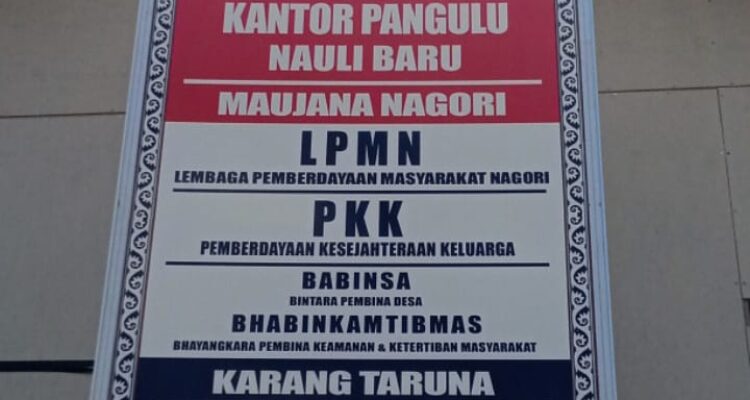 KANTOR PANGULU
NAULI BARU
MAUJANA NAGORI
LPMN
LEMBAGA PEMBERDAYAAN MASYARAKAT NAGORI
PKK
PEMBERDAYAAN KESEJAHTERAAN KELUARGA
BABINSA
BINTARA PEMBINA DESA
BHABINKAMTIBMAS
BHAYANGKARA PEMBINA KEAMANAN & KETERTIBAN MASYARAKAT
KARANG TARUNA